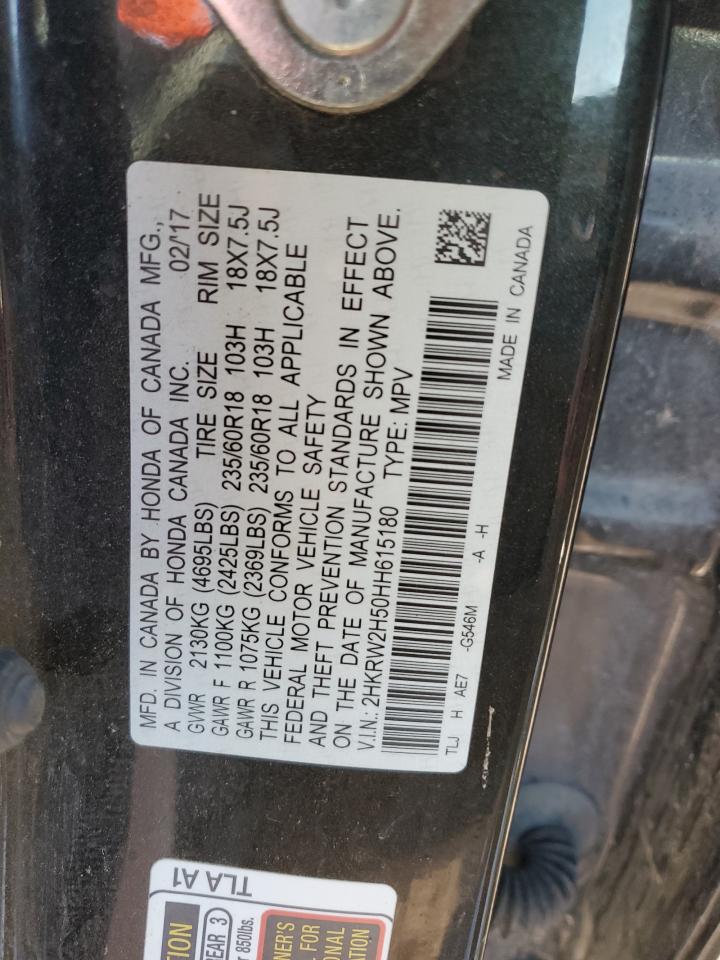 MFD. IN CANADA BY HONDA OF CANADA MFG.,
A DIVISION OF HONDA CANADA INC. 02/'17
GVWR 2130KG (4695LBS) TIRE SIZE RIM SIZE
GAWR F 1100KG (2425LBS) 235/60R18 103H 18X7.5J
GAWR R 1075KG (2369LBS) 235/60R18 103H 18X7.5J
THIS VEHICLE CONFORMS TO ALL APPLICABLE
FEDERAL MOTOR VEHICLE SAFETY
AND THEFT PREVENTION STANDARDS IN EFFECT
ON THE DATE OF MANUFACTURE SHOWN ABOVE.
V.I.N.: 2HKRW2H50HH615180 TYPE: MPV
TLJ H AE7 -G546M -A -H MADE IN CANADA
TLA A1
REAR 3
850lbs.